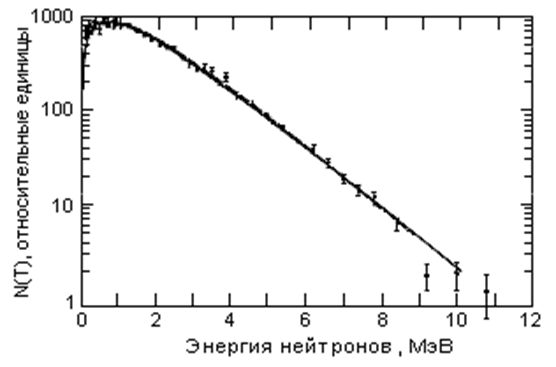 N(T), относительные единицы
1000
100
10
1
0 2 4 6 8 10 12
Энергия нейтронов , МэВ